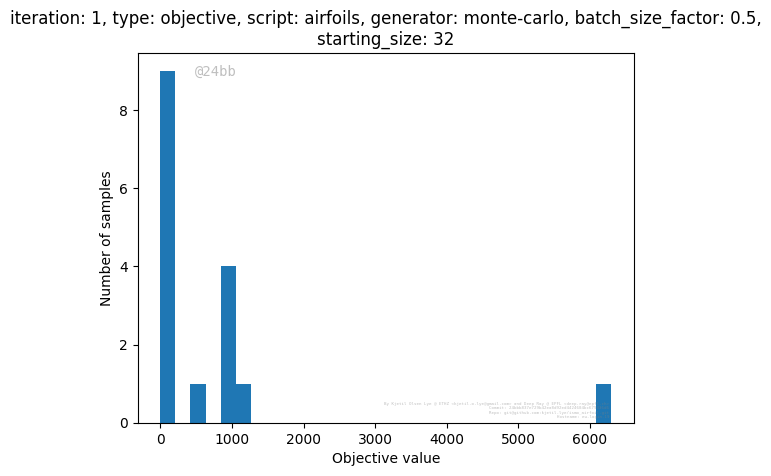 iteration: 1, type: objective, script: airfoils, generator: monte-carlo, batch_size_factor: 0.5,
starting_size: 32
@24bb
8
6
4
2
0
Number of samples
0 1000 2000 3000 4000 5000 6000
Objective value